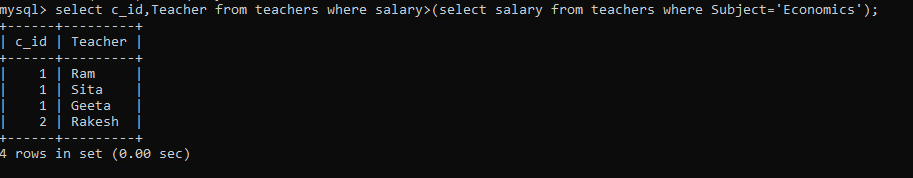 mysql> select c_id,Teacher from teachers where salary>(select salary from teachers where Subject='Economics');
+------+---------+
| c_id | Teacher |
+------+---------+
|    1 | Ram     |
|    1 | Sita    |
|    1 | Geeta   |
|    2 | Rakesh  |
+------+---------+
4 rows in set (0.00 sec)